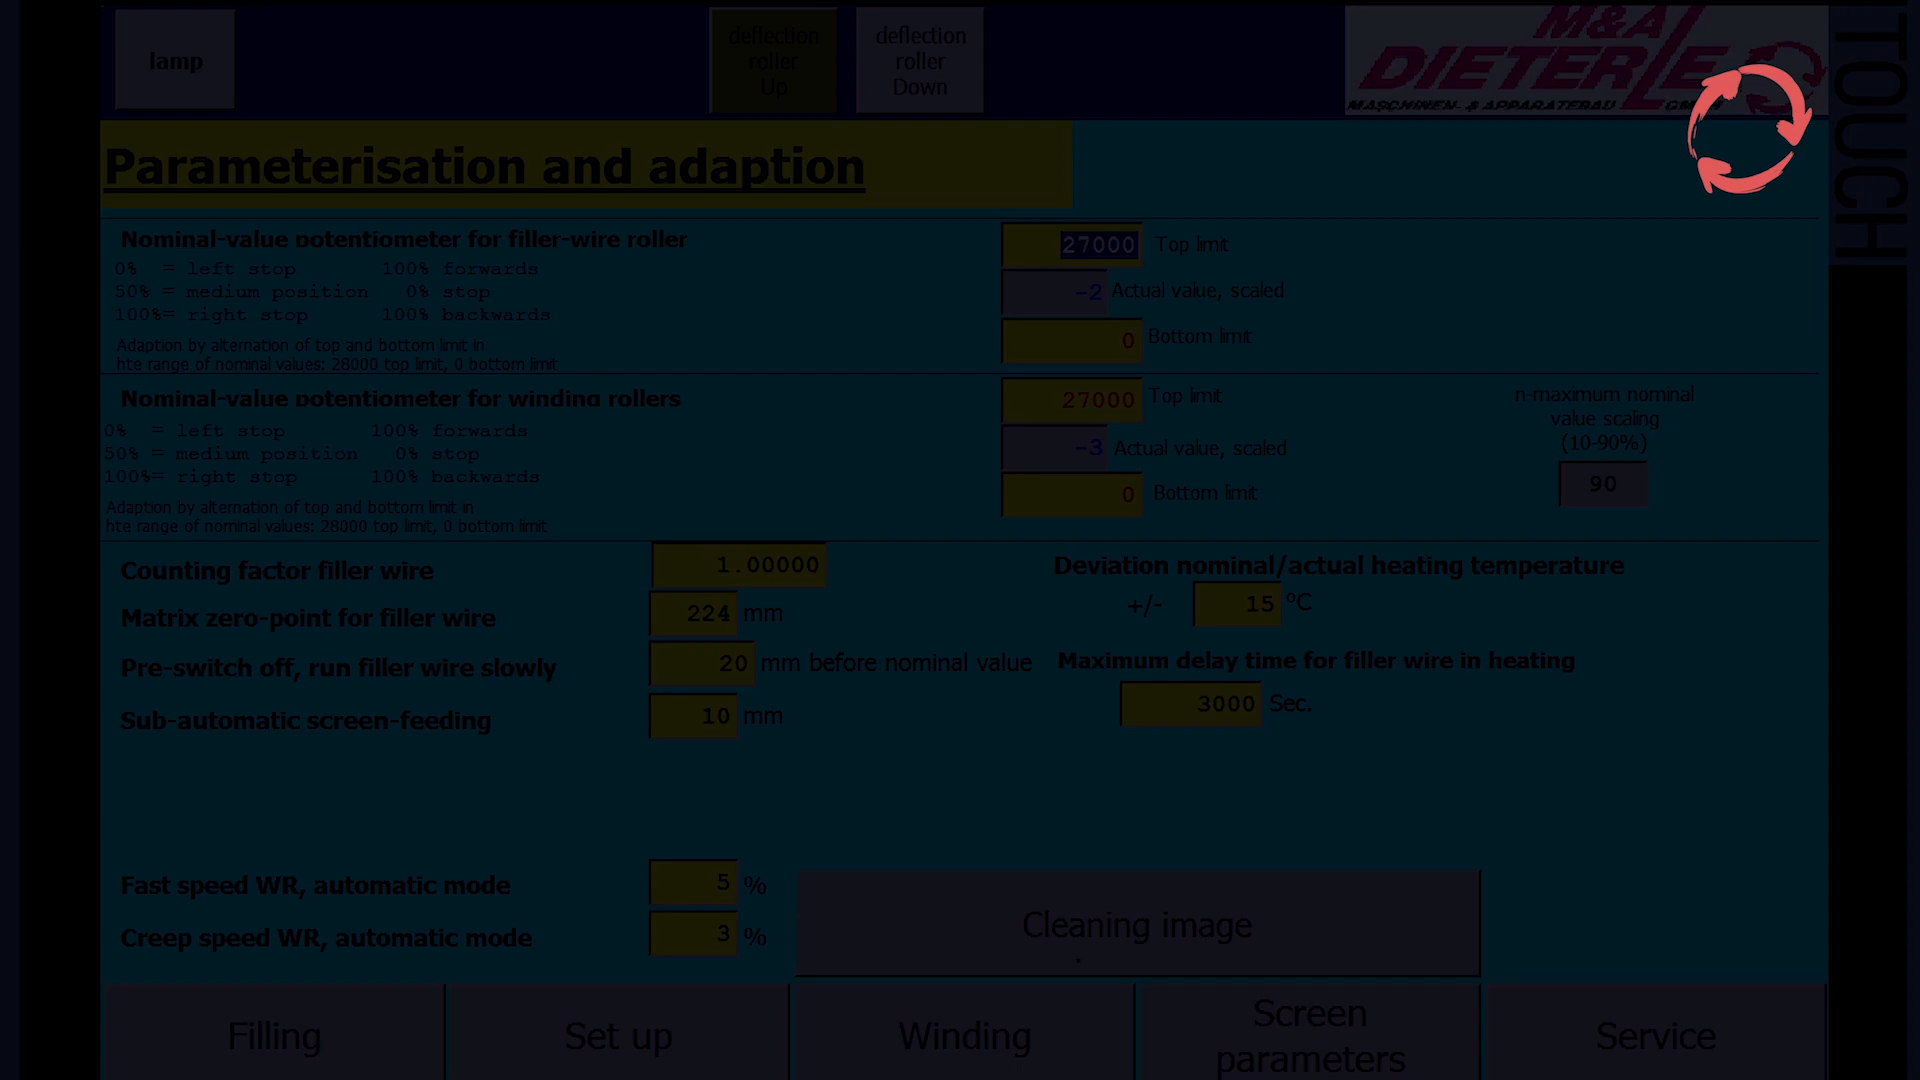 lamp
deflection
roller
Up
deflection
roller
Down
M&A
DIETERLE
MASCHINEN- & APPARATEBAU GMBH
TOUCH
Parameterisation and adaption
Nominal-value potentiometer for filler-wire roller
0% = left stop 100% forwards
50% = medium position 0% stop
100%= right stop 100% backwards
Adaption by alternation of top and bottom limit in
hte range of nominal values: 28000 top limit, 0 bottom limit
27000 Top limit
-2 Actual value, scaled
0 Bottom limit
Nominal-value potentiometer for winding rollers
0% = left stop 100% forwards
50% = medium position 0% stop
100%= right stop 100% backwards
Adaption by alternation of top and bottom limit in
hte range of nominal values: 28000 top limit, 0 bottom limit
27000 Top limit
-3 Actual value, scaled
0 Bottom limit
n-maximum nominal
value scaling
(10-90%)
90
Counting factor filler wire 1.00000
Matrix zero-point for filler wire 224 mm
Pre-switch off, run filler wire slowly 20 mm before nominal value
Sub-automatic screen-feeding 10 mm
Deviation nominal/actual heating temperature
+/- 15 °C
Maximum delay time for filler wire in heating
3000 Sec.
Fast speed WR, automatic mode 5 %
Creep speed WR, automatic mode 3 %
Cleaning image
Filling
Set up
Winding
Screen
parameters
Service